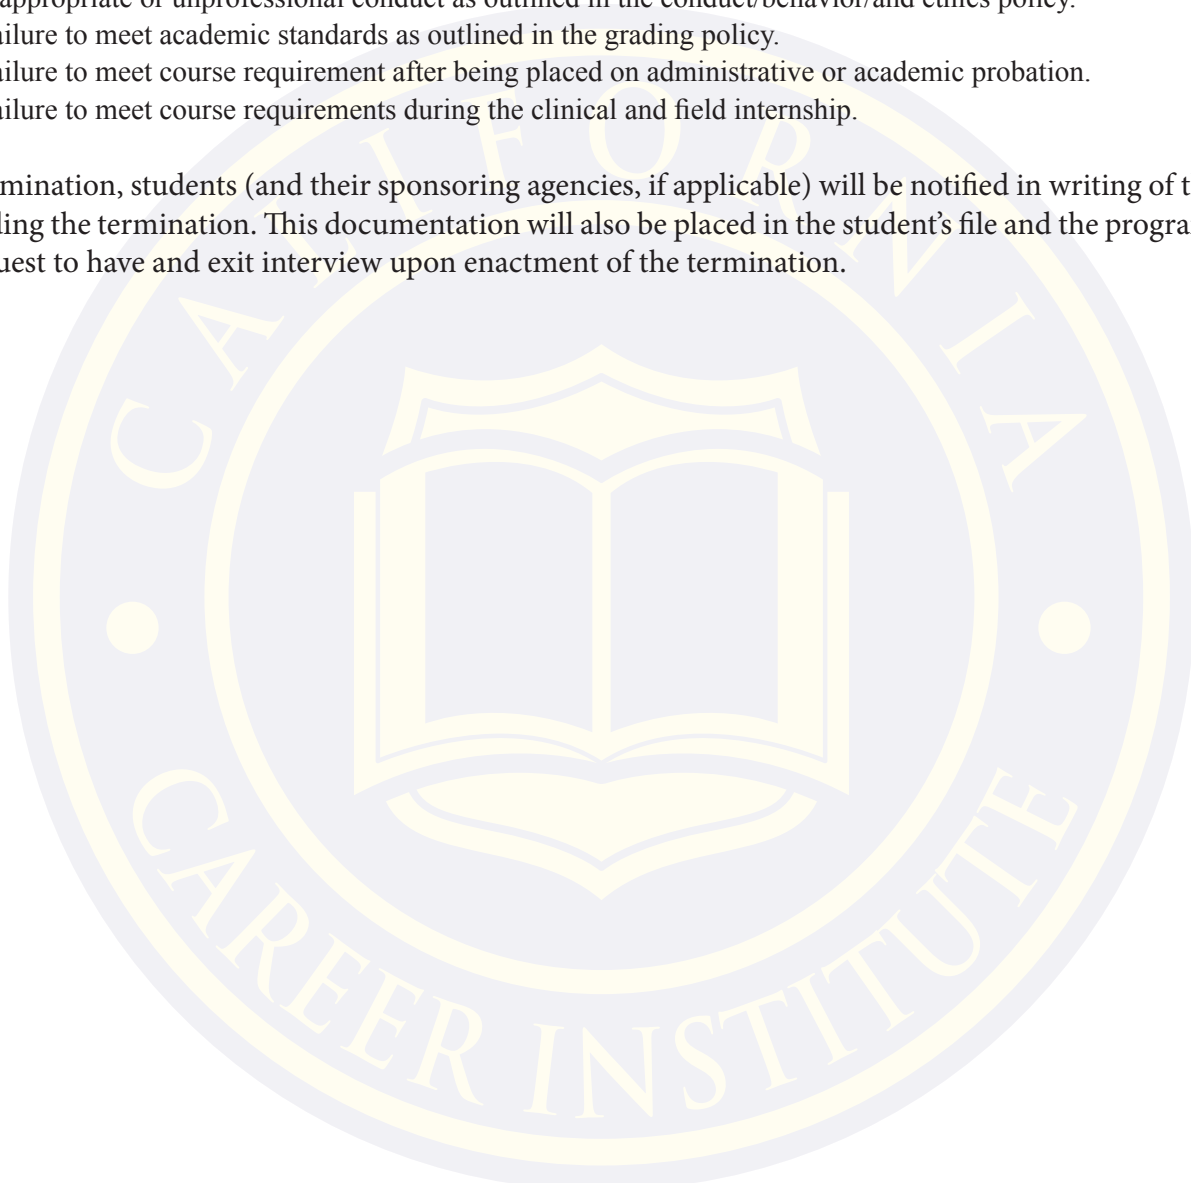 appropriate or unprofessional conduct as outlined in the conduct/behavior/and ethics policy.
ailure to meet academic standards as outlined in the grading policy.
ailure to meet course requirement after being placed on administrative or academic probation.
ailure to meet course requirements during the clinical and field internship.
mination, students (and their sponsoring agencies, if applicable) will be notified in writing of t
ding the termination. This documentation will also be placed in the student’s file and the progra
uest to have and exit interview upon enactment of the termination.
CALIFORNIA
CAREER INSTITUTE